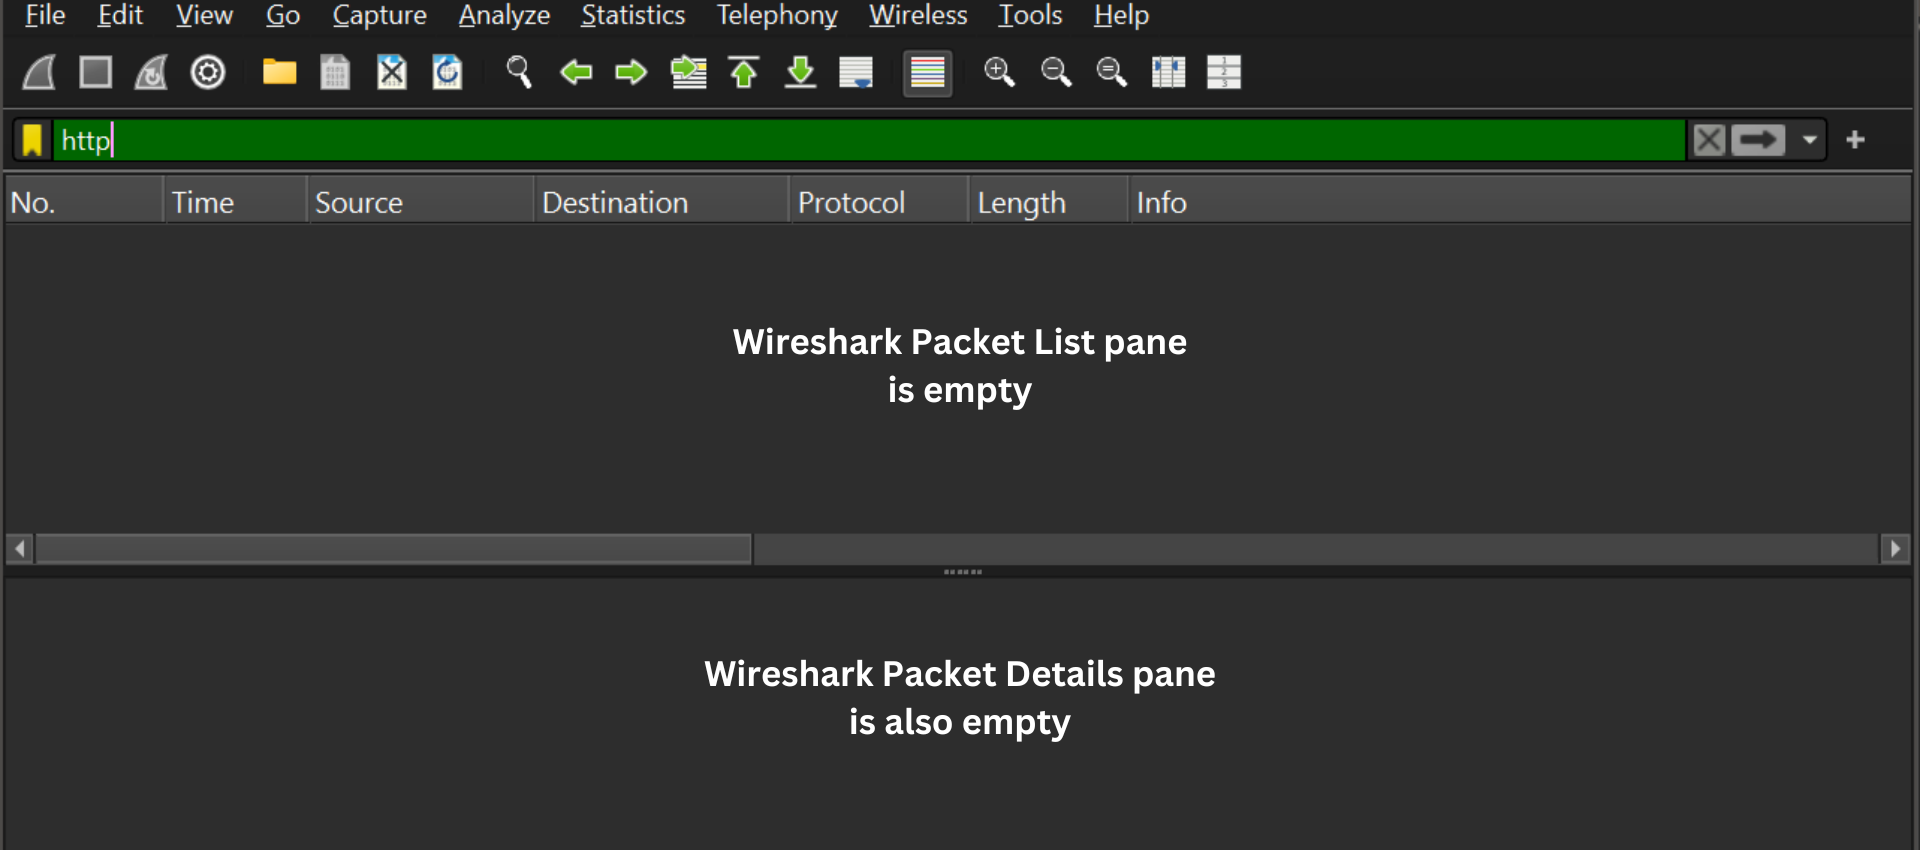 File Edit View Go Capture Analyze Statistics Telephony Wireless Tools Help
http
No. Time Source Destination Protocol Length Info
Wireshark Packet List pane
is empty
Wireshark Packet Details pane
is also empty